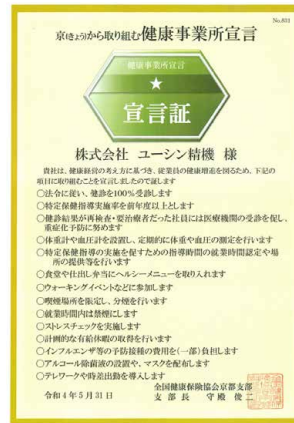 No.831
京(きょう)から取り組む健康事業所宣言
健康事業所宣言
★
宣言証
株式会社 ユーシン精機 様
貴社は、健康経営の考え方に基づき、従業員の健康増進を図るため、下記の
項目に取り組むことを宣言しましたので証します
○法令に従い、健診を100%受診します
○特定保健指導実施率を前年度以上とします
○健診結果が再検査・要治療者だった社員には医療機関の受診を促し、
重症化予防に努めます
○体重計や血圧計を設置し、定期的に体重や血圧の測定を行います
○特定保健指導の実施を促すための指導時間の就業時間認定や場
所の提供等を行います
○食堂や仕出し弁当にヘルシーメニューを取り入れます
○ウォーキングイベントなどに参加します
○喫煙場所を限定し、分煙を行います
○就業時間内は禁煙にします
○ストレスチェックを実施します
○計画的な有給休暇の取得を行います
○インフルエンザ等の予防接種の費用を(一部)負担します
○アルコール除菌液の設置や、マスクを配布します
○テレワークや時差出勤を導入します
令和4年5月31日
全国健康保険協会京都支部
支部長 守殿 俊二